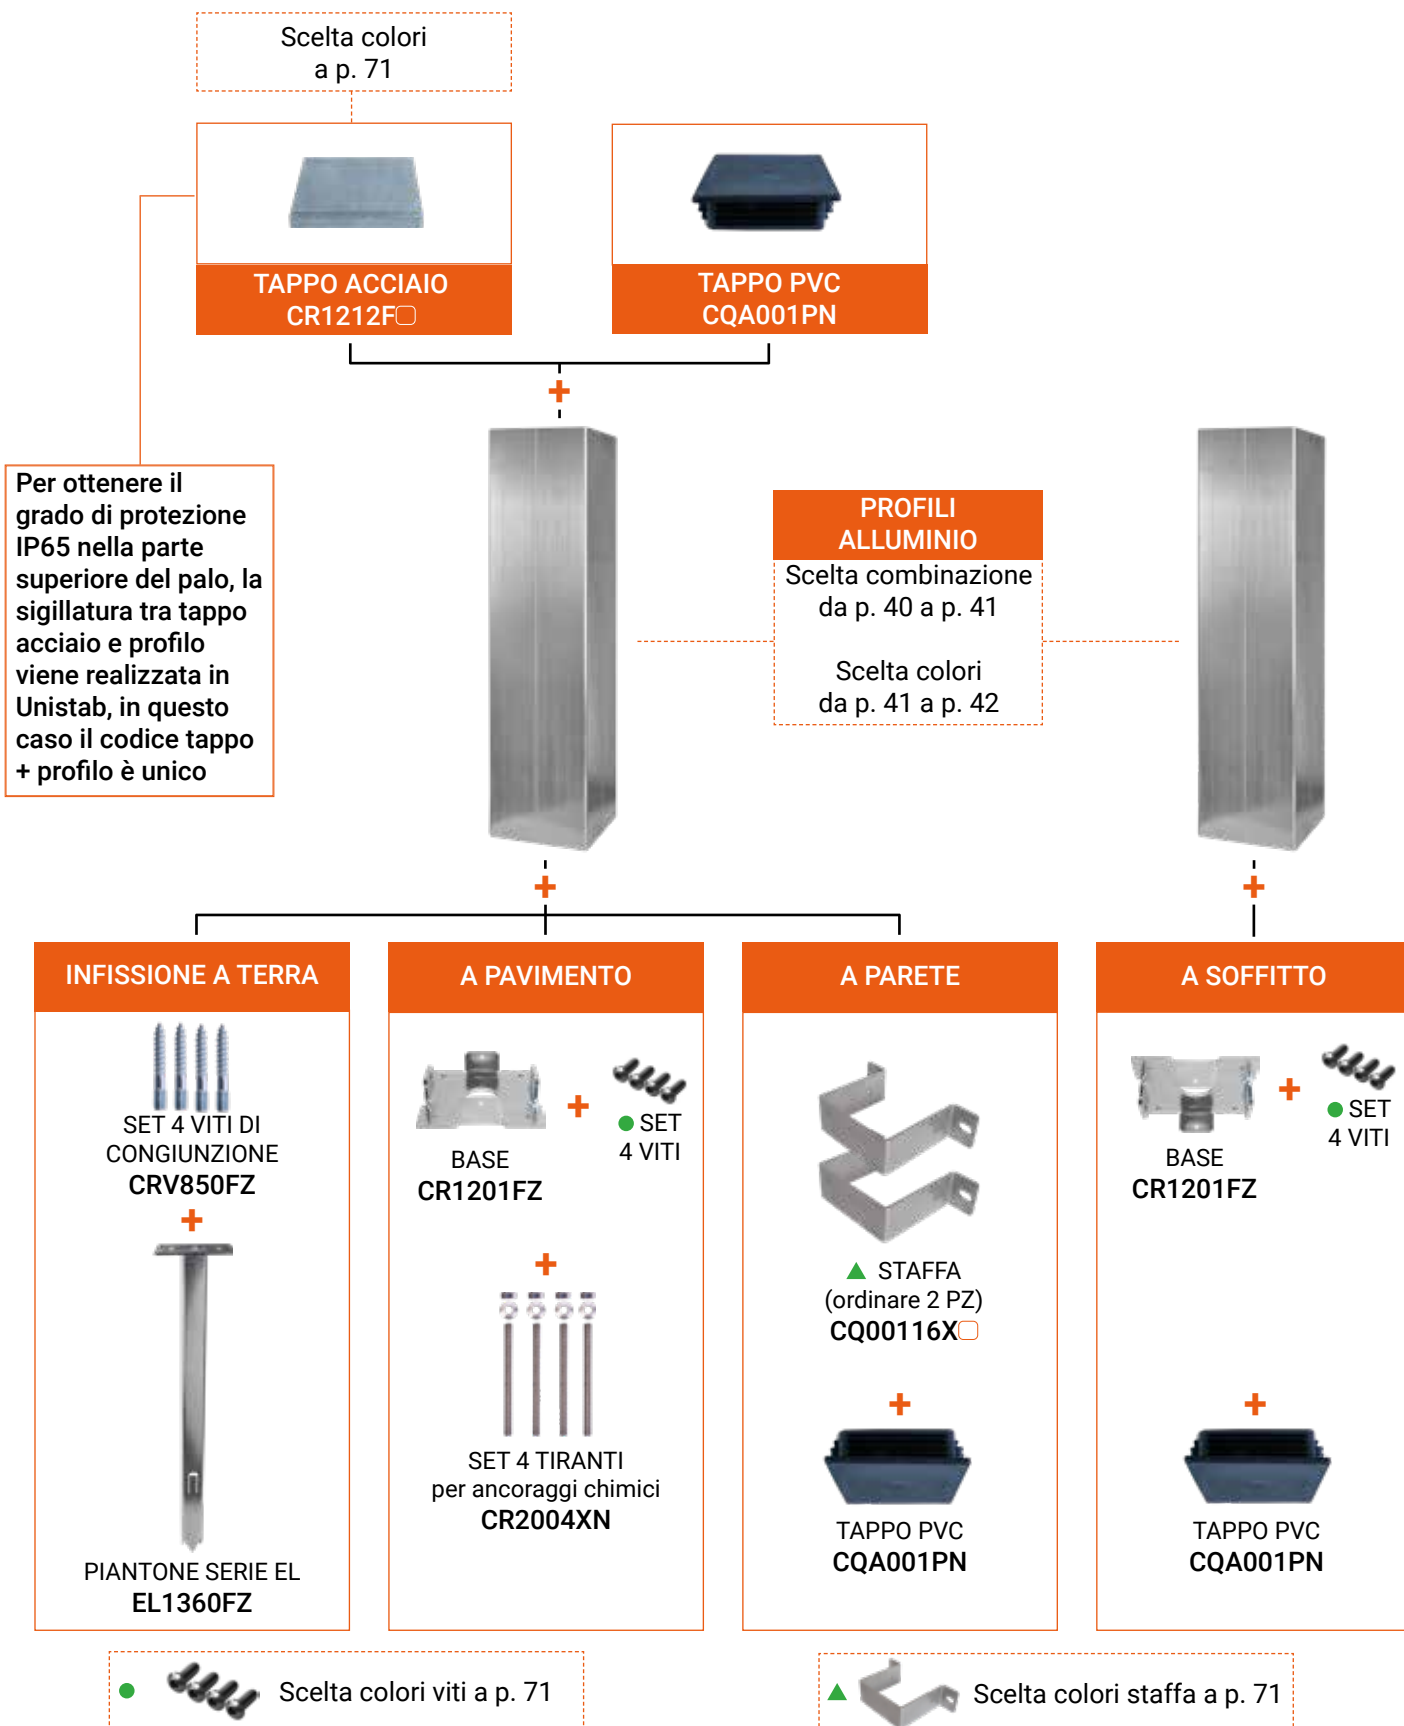 Scelta colori
a p. 71
TAPPO ACCIAIO
CR1212F▢
TAPPO PVC
CQA001PN
+
Per ottenere il
grado di protezione
IP65 nella parte
superiore del palo, la
sigillatura tra tappo
acciaio e profilo
viene realizzata in
Unistab, in questo
caso il codice tappo
+ profilo è unico
PROFILI
ALLUMINIO
Scelta combinazione
da p. 40 a p. 41
Scelta colori
da p. 41 a p. 42
+
+
INFISSIONE A TERRA
SET 4 VITI DI
CONGIUNZIONE
CRV850FZ
+
PIANTONE SERIE EL
EL1360FZ
A PAVIMENTO
BASE
CR1201FZ
+
● SET
4 VITI
+
SET 4 TIRANTI
per ancoraggi chimici
CR2004XN
A PARETE
▲ STAFFA
(ordinare 2 PZ)
CQ00116X▢
+
TAPPO PVC
CQA001PN
A SOFFITTO
BASE
CR1201FZ
+
● SET
4 VITI
+
TAPPO PVC
CQA001PN
● Scelta colori viti a p. 71
▲ Scelta colori staffa a p. 71